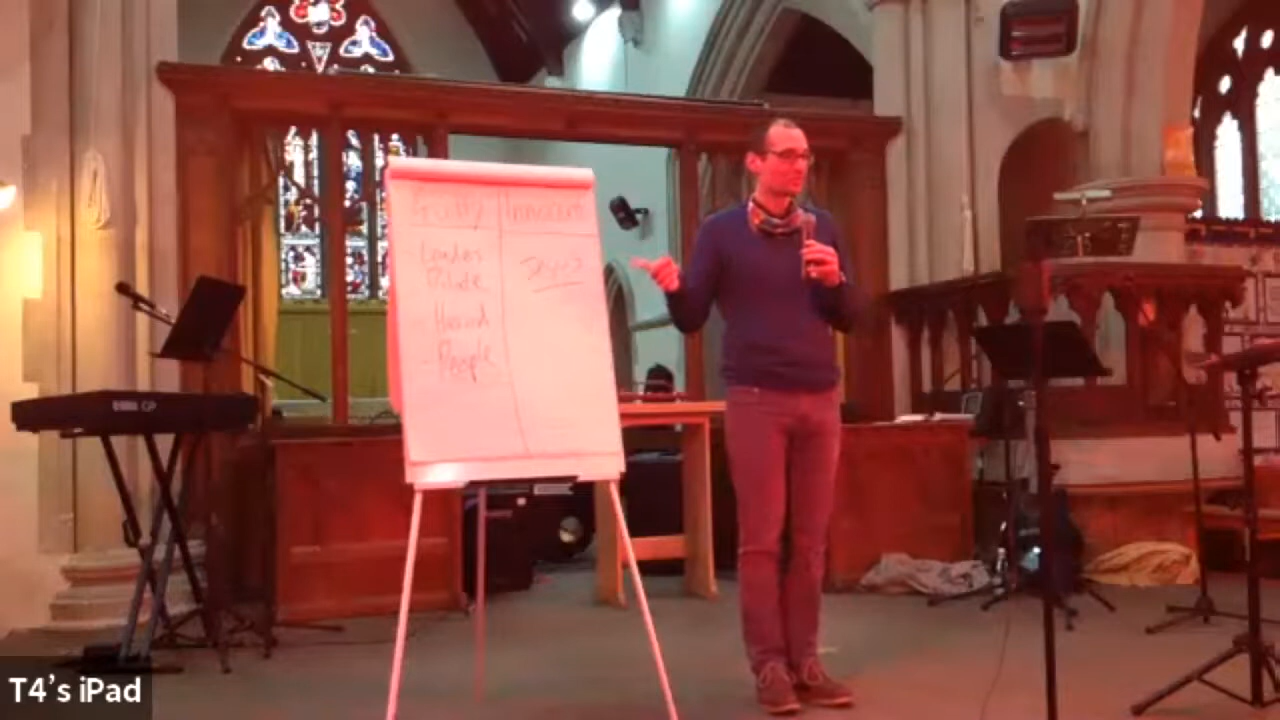 Guilty Innocent
Leaders
Pilate
Herod
People
Jesus
T4's iPad